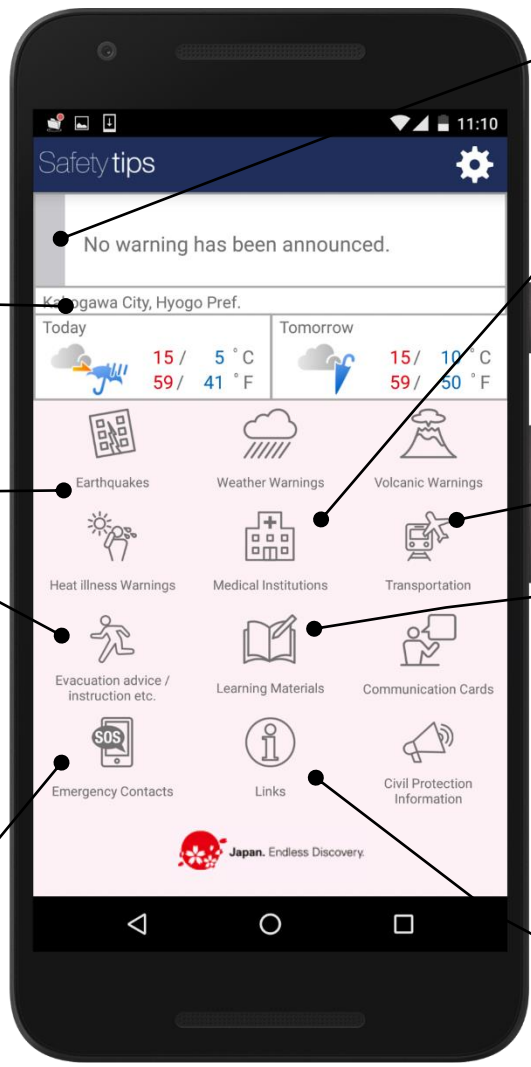 11:10
Safety tips
No warning has been announced.
Kakogawa City, Hyogo Pref.
Today
15 / 5 °C
59 / 41 °F
Tomorrow
15 / 10 °C
59 / 50 °F
Earthquakes
Weather Warnings
Volcanic Warnings
Heat illness Warnings
Medical Institutions
Transportation
Evacuation advice /
instruction etc.
Learning Materials
Communication Cards
SOS
Emergency Contacts
Links
Civil Protection
Information
Japan. Endless Discovery.